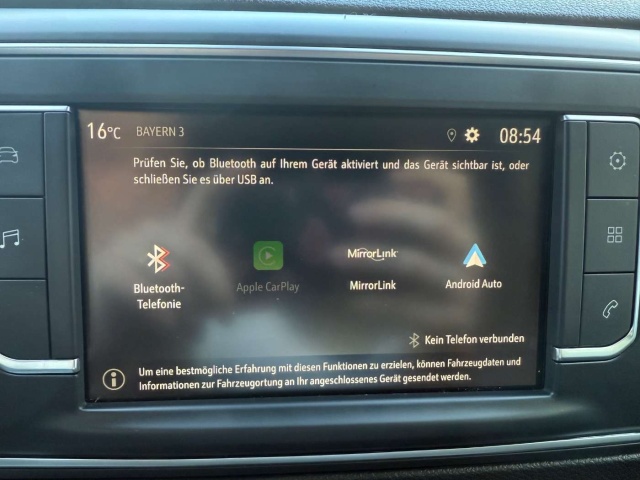 16°C BAYERN 3 08:54
Prüfen Sie, ob Bluetooth auf Ihrem Gerät aktiviert und das Gerät sichtbar ist, oder
schließen Sie es über USB an.
MirrorLink
Bluetooth-
Telefonie
Apple CarPlay
MirrorLink
Android Auto
Kein Telefon verbunden
Um eine bestmögliche Erfahrung mit diesen Funktionen zu erzielen, können Fahrzeugdaten und
Informationen zur Fahrzeugortung an Ihr angeschlossenes Gerät gesendet werden.